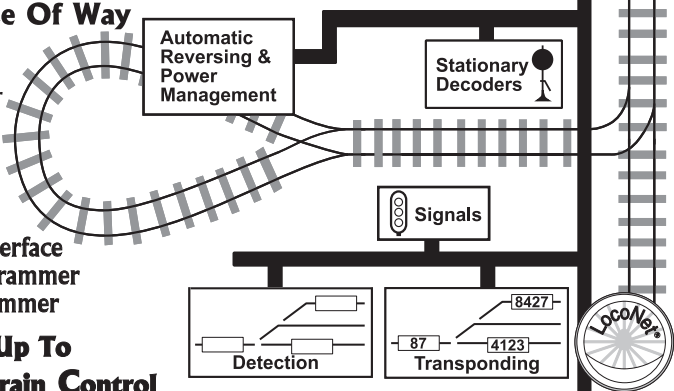 e Of Way
Automatic
Reversing &
Power
Management
Stationary
Decoders
Signals
erface
rammer
mmer
8427
87
4123
Detection
Transponding
LocoNet®
Up To
rain Control